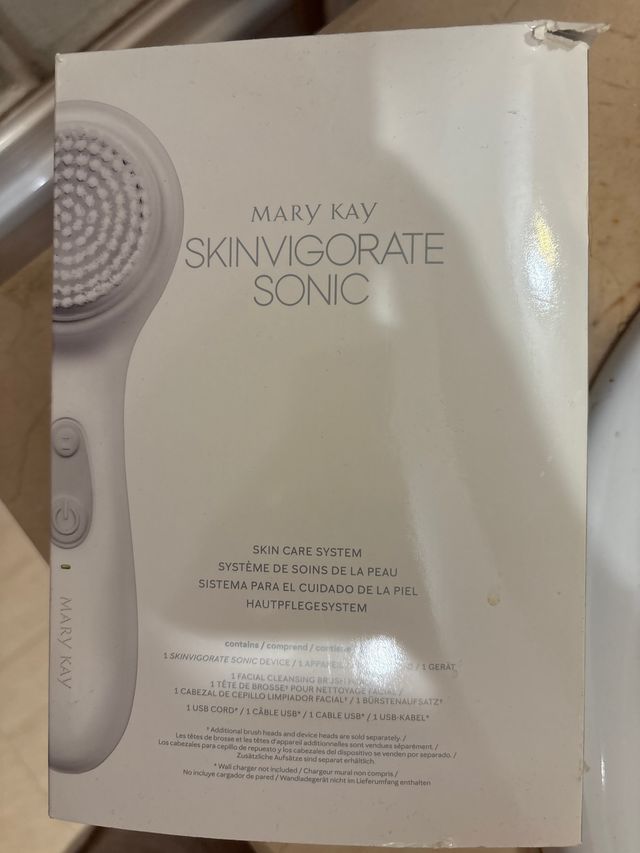 MARY KAY
SKINVIGORATE
SONIC
MARY KAY
SKIN CARE SYSTEM
SYSTÈME DE SOINS DE LA PEAU
SISTEMA PARA EL CUIDADO DE LA PIEL
HAUTPFLEGESYSTEM
contains / comprend /
1 SKINVIGORATE SONIC DEVICE / 1 / 1 GERÄT
1 FACIAL CLEANSING BRUSH
1 TÊTE DE BROSSE† POUR NETTOYAGE FACIAL /
1 CABEZAL DE CEPILLO LIMPIADOR FACIAL† / 1 BÜRSTENAUFSATZ†
1 USB CORD* / 1 CÂBLE USB* / 1 CABLE USB* / 1 USB-KABEL*
† Additional brush heads and device heads are sold separately. /
Les têtes de brosse et les têtes d'appareil additionnelles sont vendues séparément. /
Los cabezales para cepillo de repuesto y los cabezales del dispositivo se venden por separado. /
Zusätzliche Aufsätze sind separat erhältlich.
* Wall charger not included / Chargeur mural non compris /
No incluye cargador de pared / Wandladegerät nicht im Lieferumfang enthalten